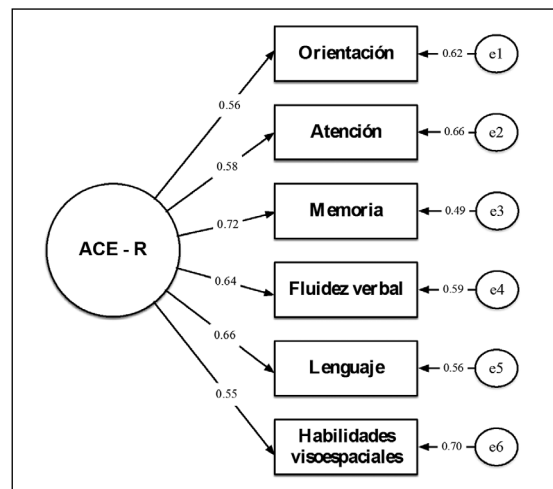 Orientación
0.62
e1
0.56
Atención
0.66
e2
0.58
Memoria
0.49
e3
0.72
ACE - R
Fluidez verbal
0.59
e4
0.64
Lenguaje
0.56
e5
0.66
Habilidades
visoespaciales
0.70
e6
0.55